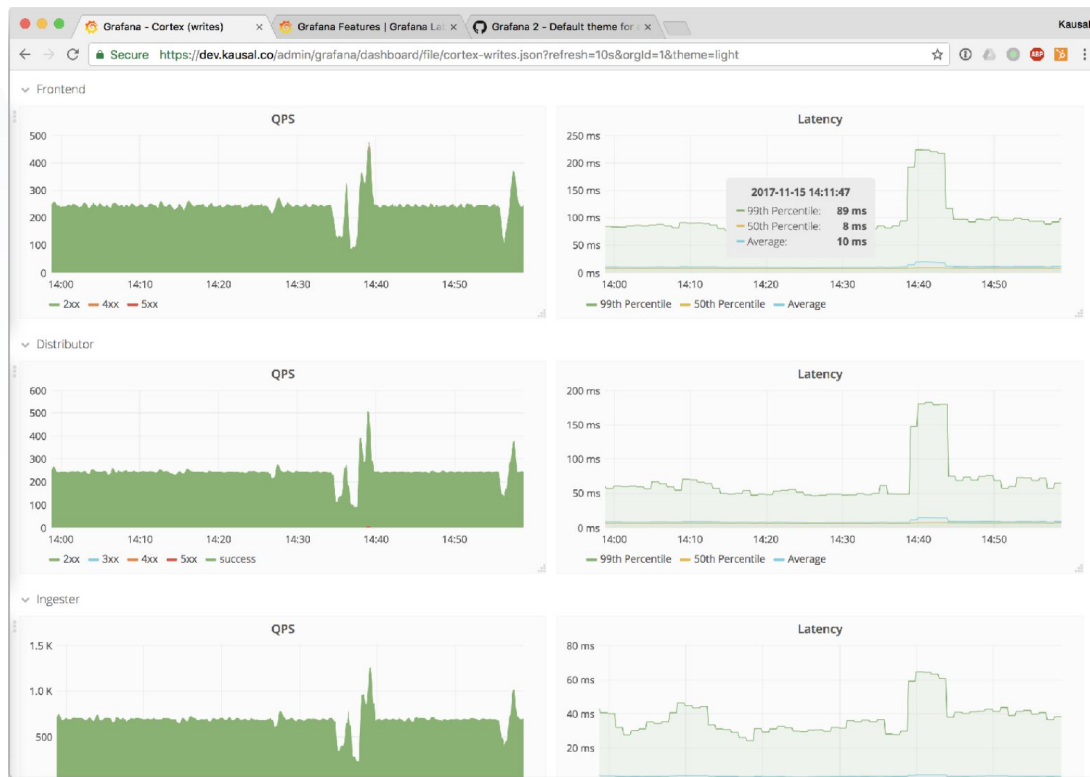 Grafana - Cortex (writes)
Grafana Features | Grafana La
Grafana 2 - Default theme for
Kausal
Secure https://dev.kausal.co/admin/grafana/dashboard/file/cortex-writes.json?refresh=10s&orgId=1&theme=light
ABP
Frontend
QPS
500
400
300
200
100
0
14:00 14:10 14:20 14:30 14:40 14:50
2xx 4xx 5xx
Latency
250 ms
200 ms
150 ms
100 ms
50 ms
0 ms
14:00 14:10 14:20 14:30 14:40 14:50
2017-11-15 14:11:47
99th Percentile: 89 ms
50th Percentile: 8 ms
Average: 10 ms
99th Percentile 50th Percentile Average
Distributor
QPS
600
500
400
300
200
100
0
14:00 14:10 14:20 14:30 14:40 14:50
2xx 3xx 4xx 5xx success
Latency
200 ms
150 ms
100 ms
50 ms
0 ms
14:00 14:10 14:20 14:30 14:40 14:50
99th Percentile 50th Percentile Average
Ingester
QPS
1.5 K
1.0 K
500
Latency
80 ms
60 ms
40 ms
20 ms